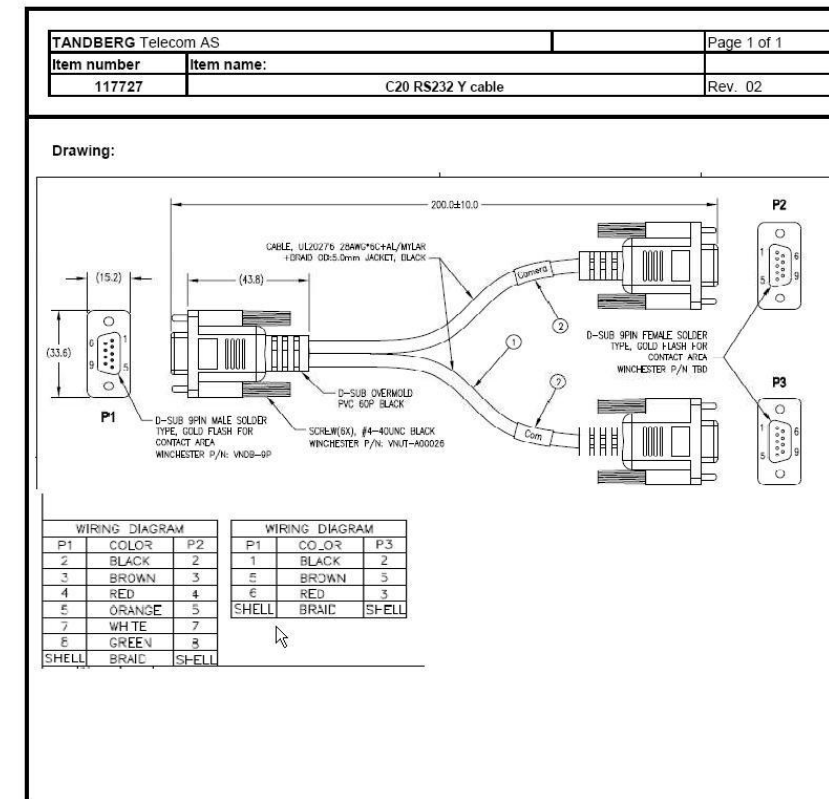 TANDBERG Telecom AS Page 1 of 1
Item number Item name:
117727 C20 RS232 Y cable Rev. 02
Drawing:
200.0±10.0
P2
CABLE, UL20276 28AWG*6C+AL/MYLAR
+BRAID OD:5.0mm JACKET, BLACK
Camera
1
6
5
9
(15.2)
(43.8)
2
D-SUB 9PIN FEMALE SOLDER
TYPE, GOLD FLASH FOR
CONTACT AREA
WINCHESTER P/N TBD
1
(33.6)
6
1
9
5
P1
2
P3
D-SUB OVERMOLD
PVC 60P BLACK
D-SUB 9PIN MALE SOLDER
TYPE, GOLD FLASH FOR
CONTACT AREA
WINCHESTER P/N: VNDB-9P
SCREW(6X), #4-40UNC BLACK
WINCHESTER P/N: VNUT-A00026
Com
1
6
5
9
WIRING DIAGRAM
P1 COLOR P2
2 BLACK 2
3 BROWN 3
4 RED 4
5 ORANGE 5
7 WHITE 7
8 GREEN 8
SHELL BRAID SHELL
WIRING DIAGRAM
P1 COLOR P3
1 BLACK 2
5 BROWN 5
6 RED 3
SHELL BRAID SHELL